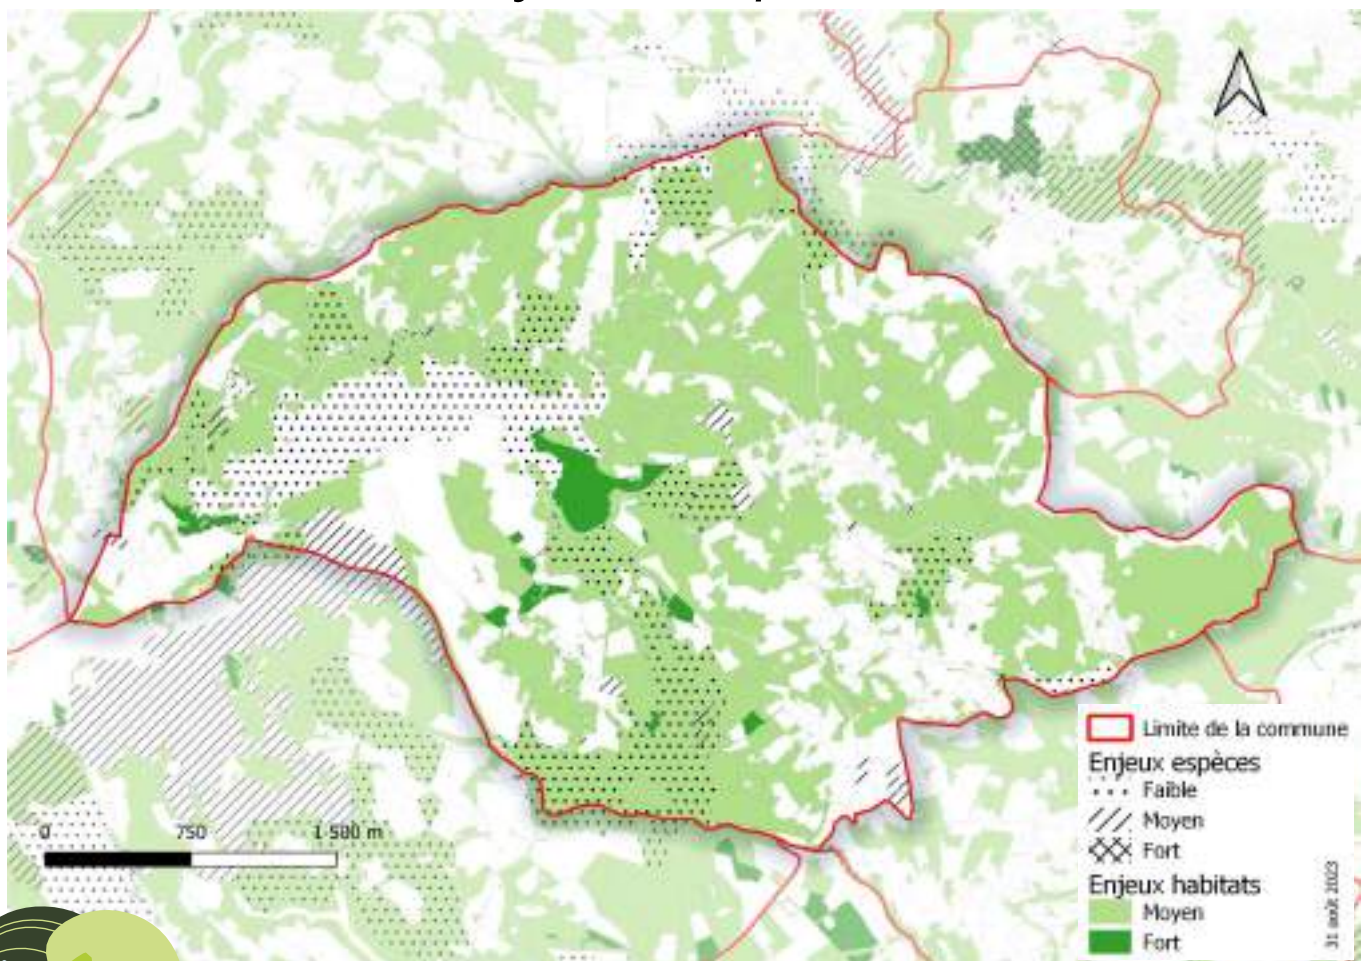 0 750 1 500 m
Limite de la commune
Enjeux espèces
Faible
Moyen
Fort
Enjeux habitats
Moyen
Fort
31 août 2023